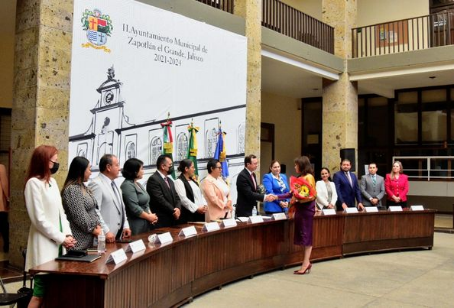 H.Ayuntamiento Municipal de
Zapotlán el Grande, Jalisco
2021-2024